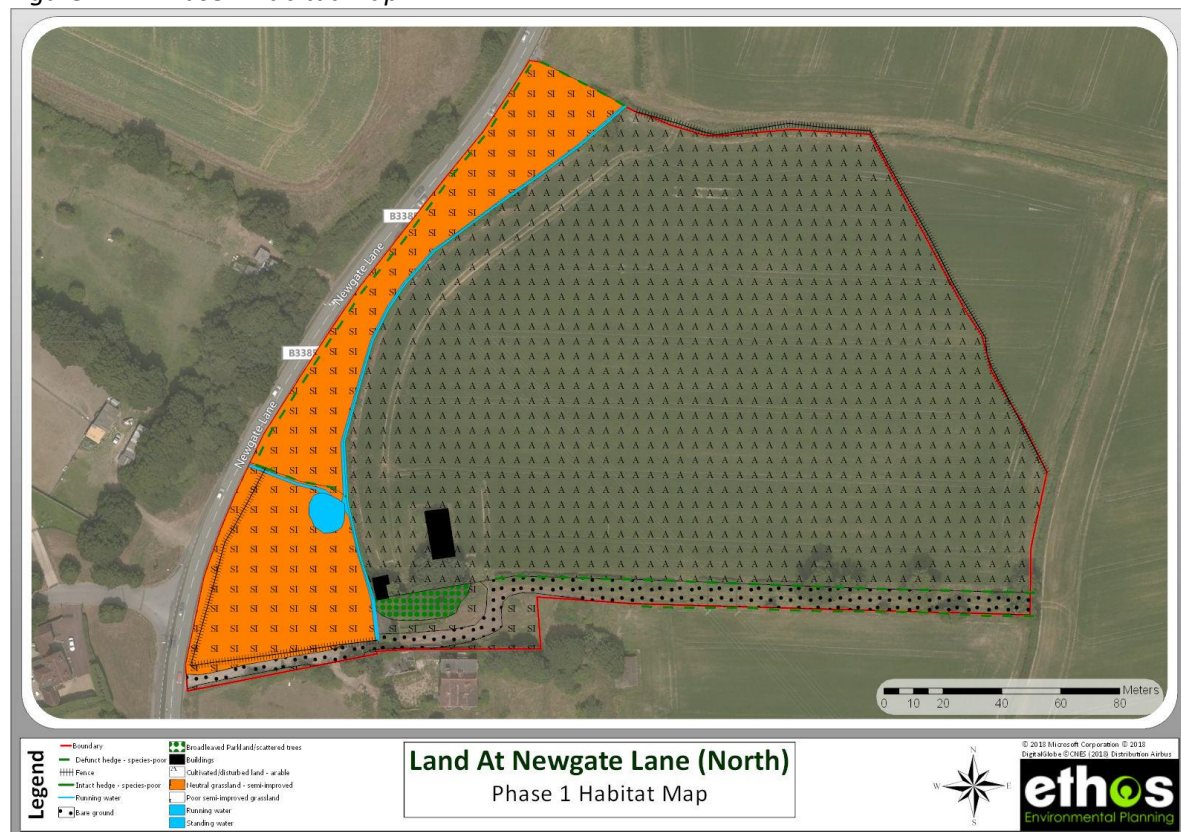 B3385
Newgate Lane
B3385
Newgate Lane
Meters
0 10 20 40 60 80
Legend
Boundary
Defunct hedge - species-poor
Fence
Intact hedge - species-poor
Running water
Bare ground
Broadleaved Parkland/scattered trees
Buildings
Cultivated/disturbed land - arable
Neutral grassland - semi-improved
Poor semi-improved grassland
Running water
Standing water
Land At Newgate Lane (North)
Phase 1 Habitat Map
N
W E
S
© 2018 Microsoft Corporation © 2018
DigitalGlobe ©CNES (2018) Distribution Airbus
ethos
Environmental Planning